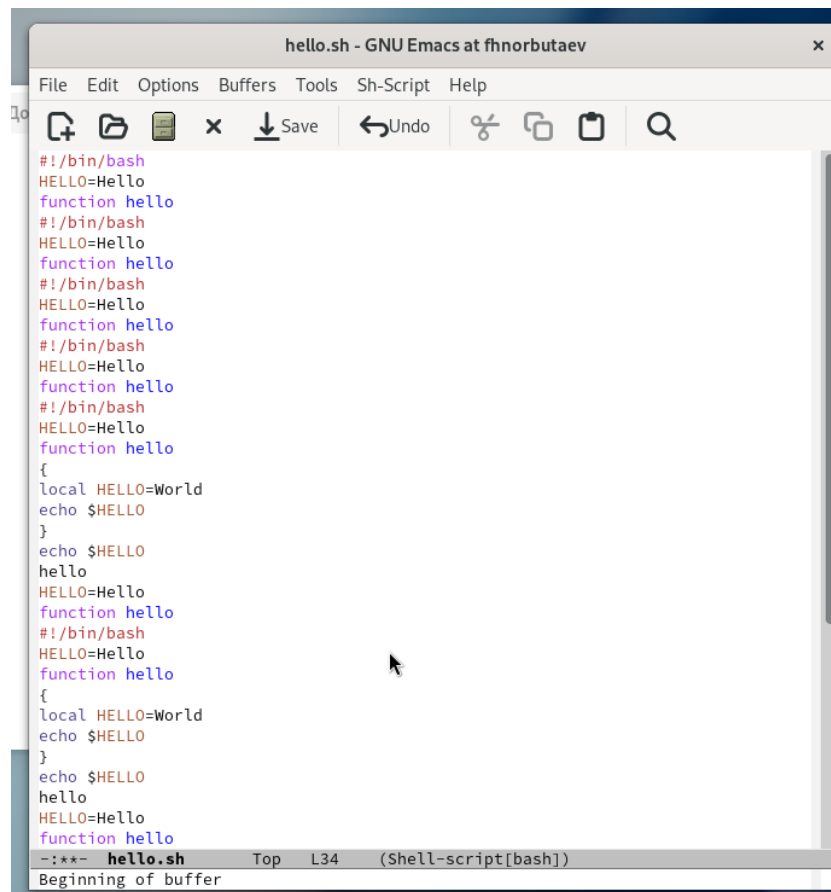 hello.sh - GNU Emacs at fhnorbutaev ×
File Edit Options Buffers Tools Sh-Script Help
До
Save Undo
#!/bin/bash
HELLO=Hello
function hello
#!/bin/bash
HELLO=Hello
function hello
#!/bin/bash
HELLO=Hello
function hello
#!/bin/bash
HELLO=Hello
function hello
#!/bin/bash
HELLO=Hello
function hello
{
local HELLO=World
echo $HELLO
}
echo $HELLO
hello
HELLO=Hello
function hello
#!/bin/bash
HELLO=Hello
function hello
{
local HELLO=World
echo $HELLO
}
echo $HELLO
hello
HELLO=Hello
function hello
-:**- hello.sh Top L34 (Shell-script[bash])
Beginning of buffer